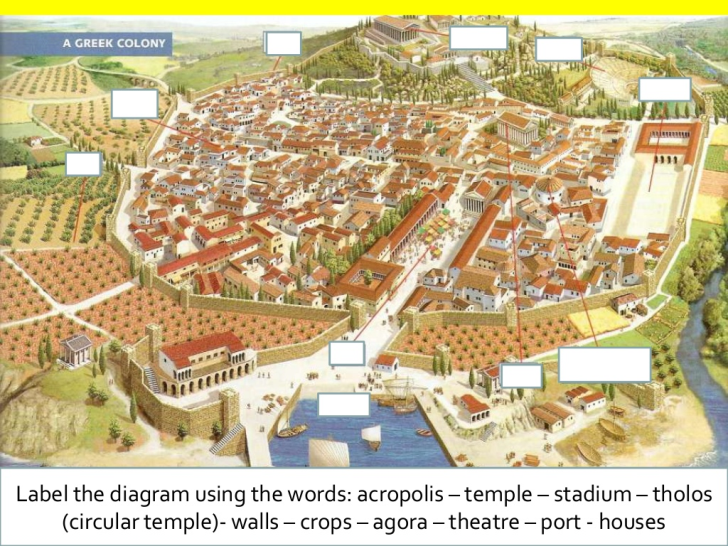 A GREEK COLONY
Label the diagram using the words: acropolis – temple – stadium – tholos
(circular temple)- walls – crops – agora – theatre – port - houses